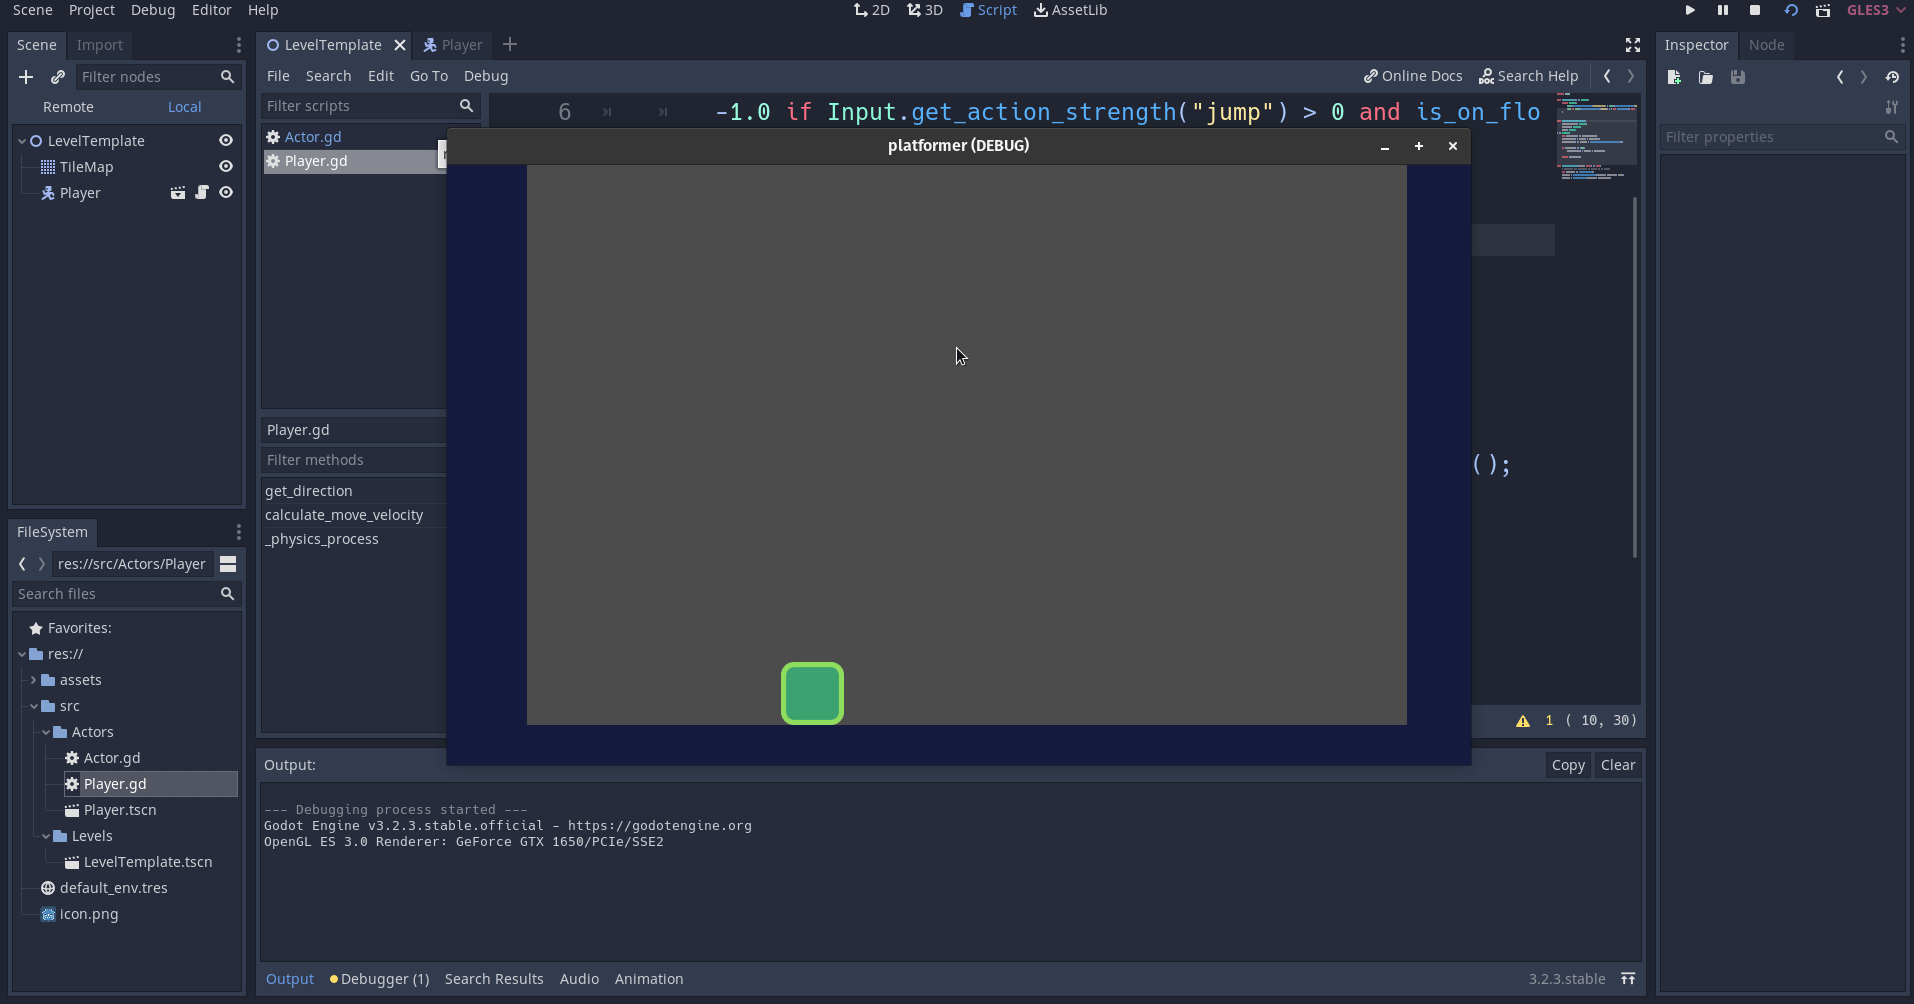 Scene Project Debug Editor Help
2D 3D Script AssetLib
GLES3
Scene Import
LevelTemplate Player
Inspector Node
Filter nodes
File Search Edit Go To Debug
Online Docs Search Help
Remote Local
Filter scripts
6 -1.0 if Input.get_action_strength("jump") > 0 and is_on_flo
Filter properties
LevelTemplate
TileMap
Player
Actor.gd
Player.gd
platformer (DEBUG)
Player.gd
Filter methods
();
get_direction
calculate_move_velocity
_physics_process
FileSystem
res://src/Actors/Player
Search files
Favorites:
res://
assets
src
Actors
Actor.gd
Player.gd
Player.tscn
Levels
LevelTemplate.tscn
default_env.tres
icon.png
1 ( 10, 30)
Output:
Copy Clear
--- Debugging process started ---
Godot Engine v3.2.3.stable.official - https://godotengine.org
OpenGL ES 3.0 Renderer: GeForce GTX 1650/PCIe/SSE2
Output Debugger (1) Search Results Audio Animation
3.2.3.stable